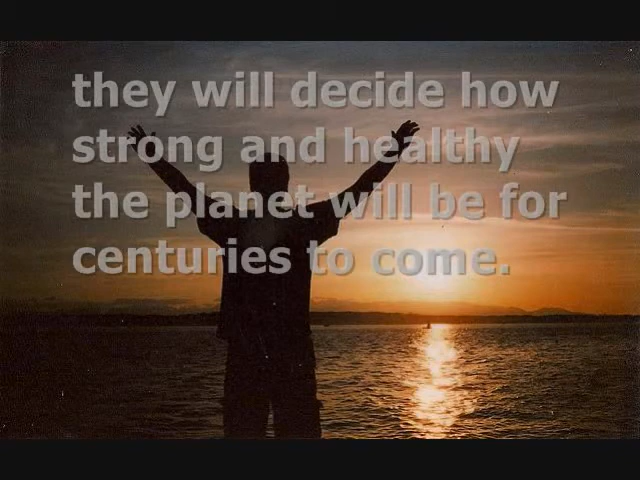 they will decide how
strong and healthy
the planet will be for
centuries to come.